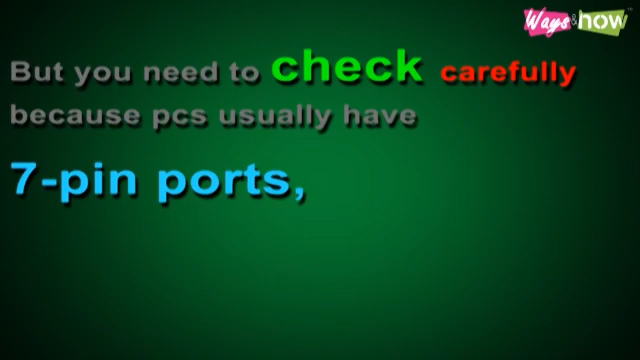 Ways&how
But you need to check carefully
because pcs usually have
7-pin ports,